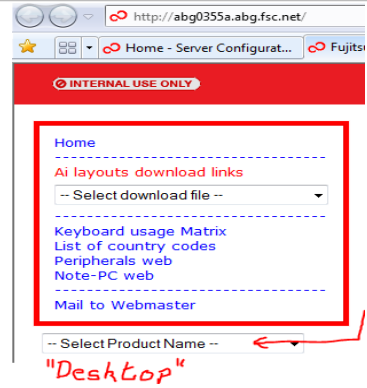 http://abg0355a.abg.fsc.net/
Home - Server Configurat... Fujits
INTERNAL USE ONLY
Home
Ai layouts download links
-- Select download file --
Keyboard usage Matrix
List of country codes
Peripherals web
Note-PC web
Mail to Webmaster
-- Select Product Name --
"Desktop"